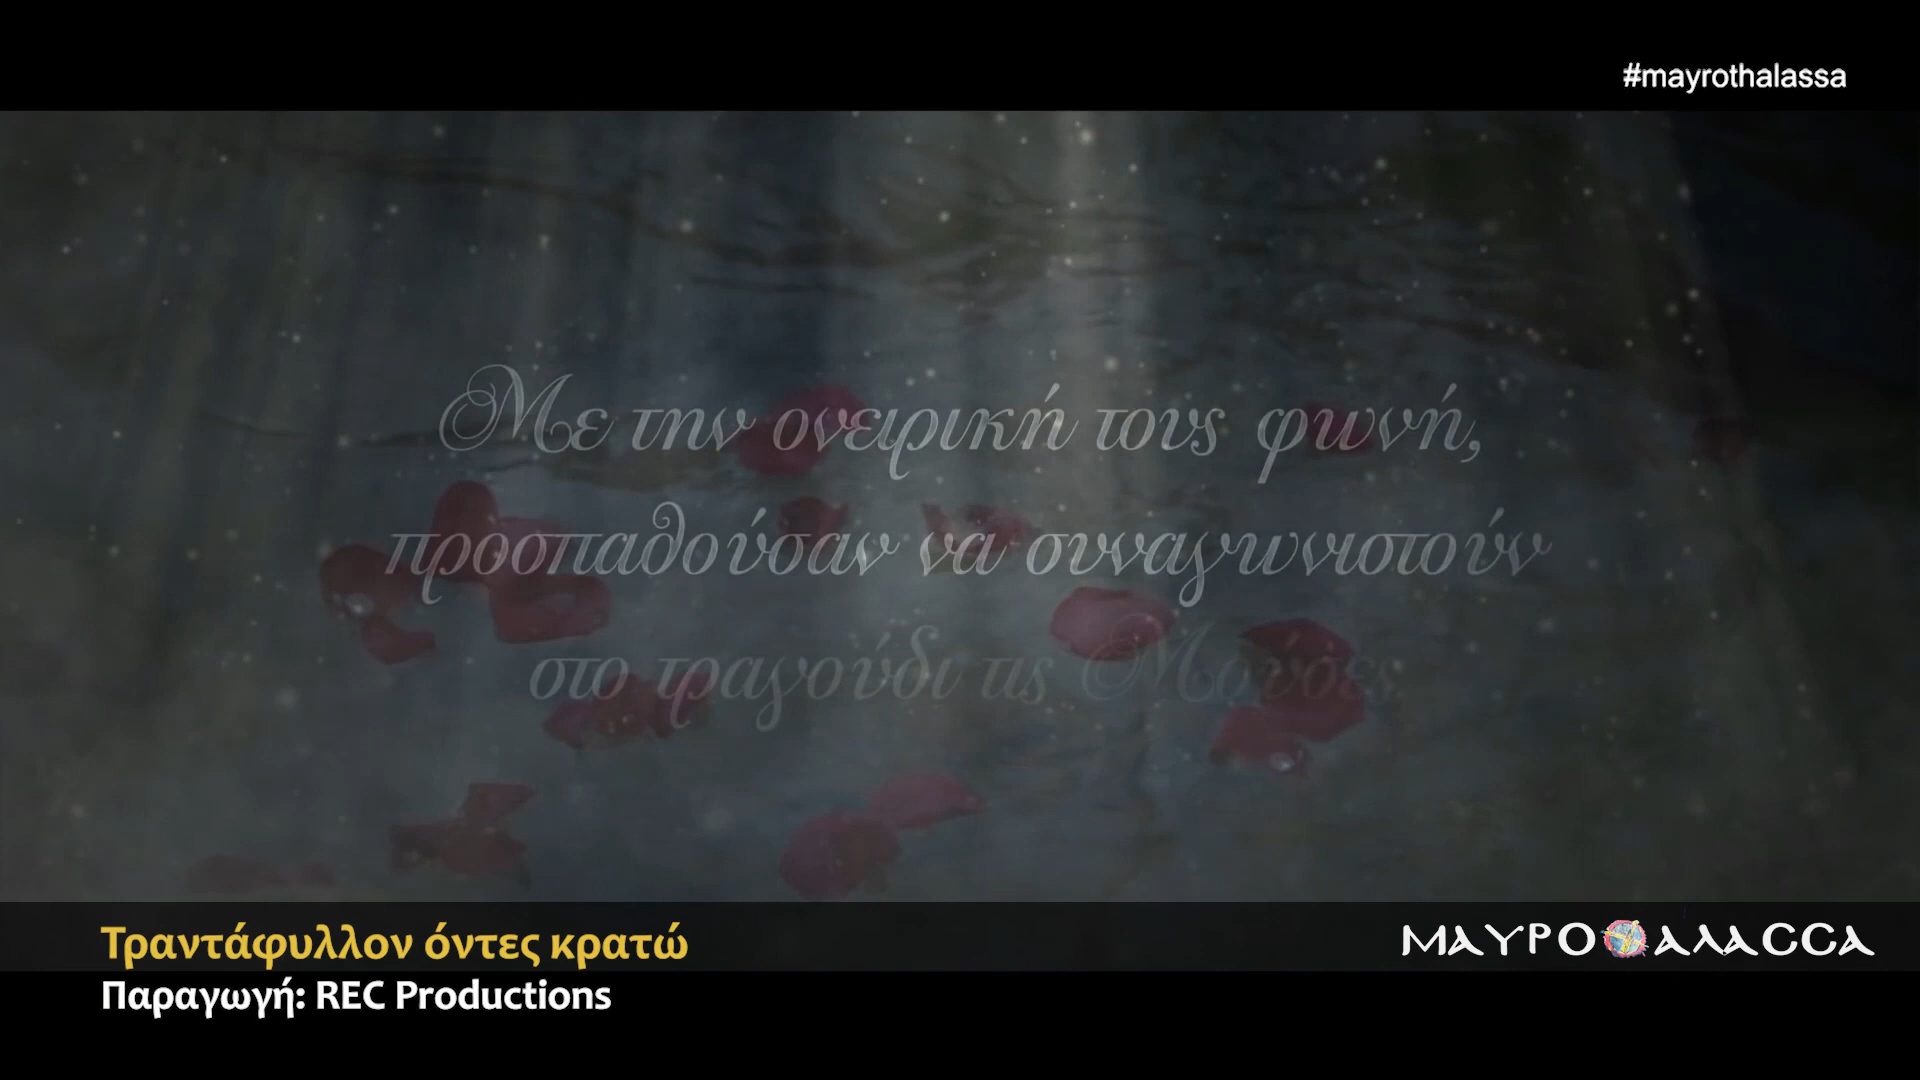 #mayrothalassa
Με την ονειρική τους φωνή,
προσπαθούσαν να συναγωνιστούν
στο τραγούδι τις Μούσες
Τραντάφυλλον όντες κρατώ
ΜΑΥΡΟΘΑΛΑССΑ
Παραγωγή: REC Productions